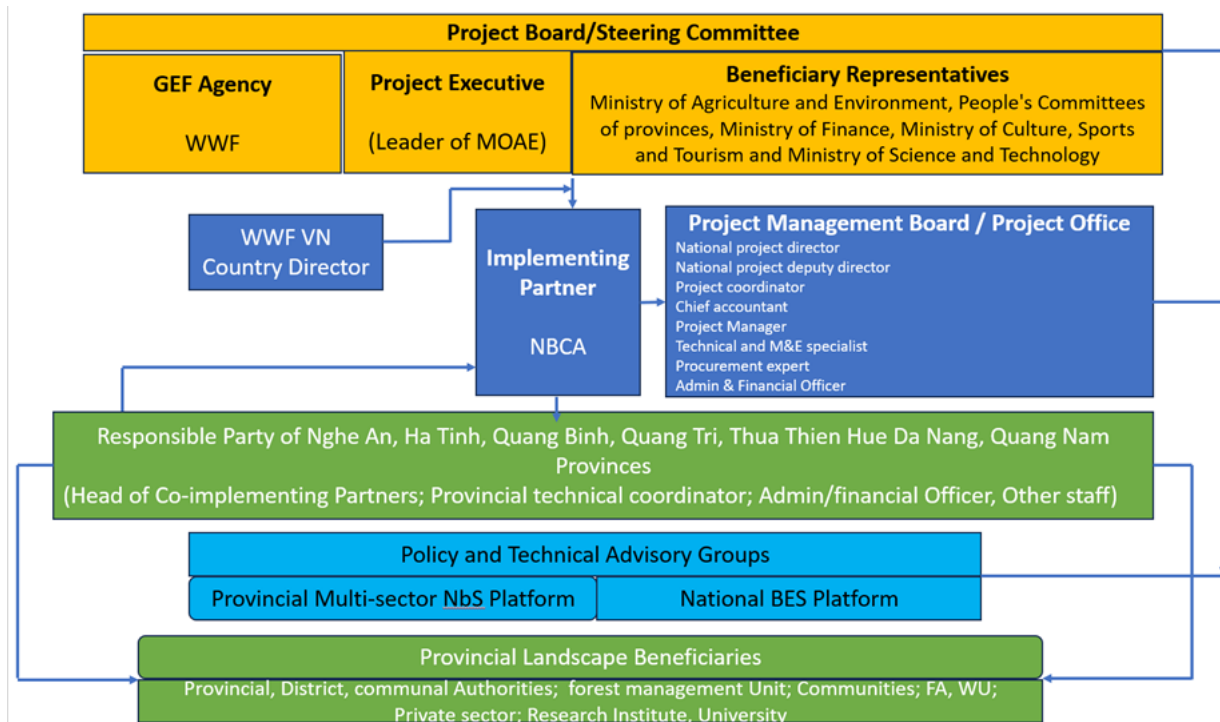 Project Board/Steering Committee
GEF Agency
WWF
Project Executive
(Leader of MOAE)
Beneficiary Representatives
Ministry of Agriculture and Environment, People's Committees
of provinces, Ministry of Finance, Ministry of Culture, Sports
and Tourism and Ministry of Science and Technology
WWF VN
Country Director
Implementing
Partner
NBCA
Project Management Board / Project Office
National project director
National project deputy director
Project coordinator
Chief accountant
Project Manager
Technical and M&E specialist
Procurement expert
Admin & Financial Officer
Responsible Party of Nghe An, Ha Tinh, Quang Binh, Quang Tri, Thua Thien Hue Da Nang, Quang Nam
Provinces
(Head of Co-implementing Partners; Provincial technical coordinator; Admin/financial Officer, Other staff)
Policy and Technical Advisory Groups
Provincial Multi-sector NbS Platform
National BES Platform
Provincial Landscape Beneficiaries
Provincial, District, communal Authorities; forest management Unit; Communities; FA, WU;
Private sector; Research Institute, University